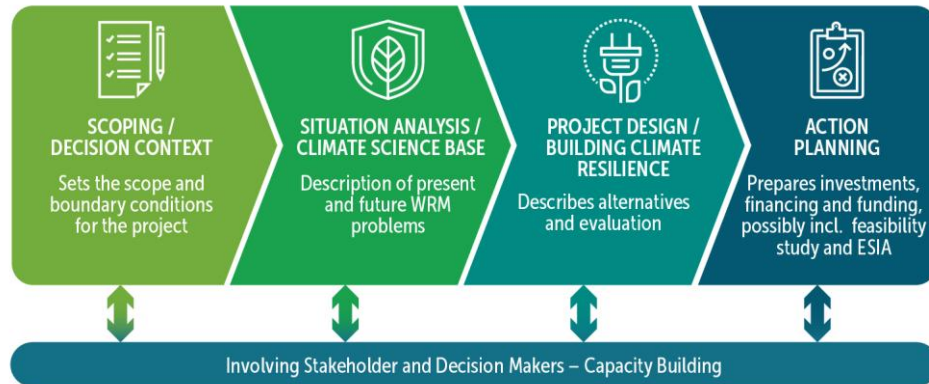 SCOPING /
DECISION CONTEXT
Sets the scope and
boundary conditions
for the project
SITUATION ANALYSIS /
CLIMATE SCIENCE BASE
Description of present
and future WRM
problems
PROJECT DESIGN /
BUILDING CLIMATE
RESILIENCE
Describes alternatives
and evaluation
ACTION
PLANNING
Prepares investments,
financing and funding,
possibly incl. feasibility
study and ESIA
Involving Stakeholder and Decision Makers – Capacity Building